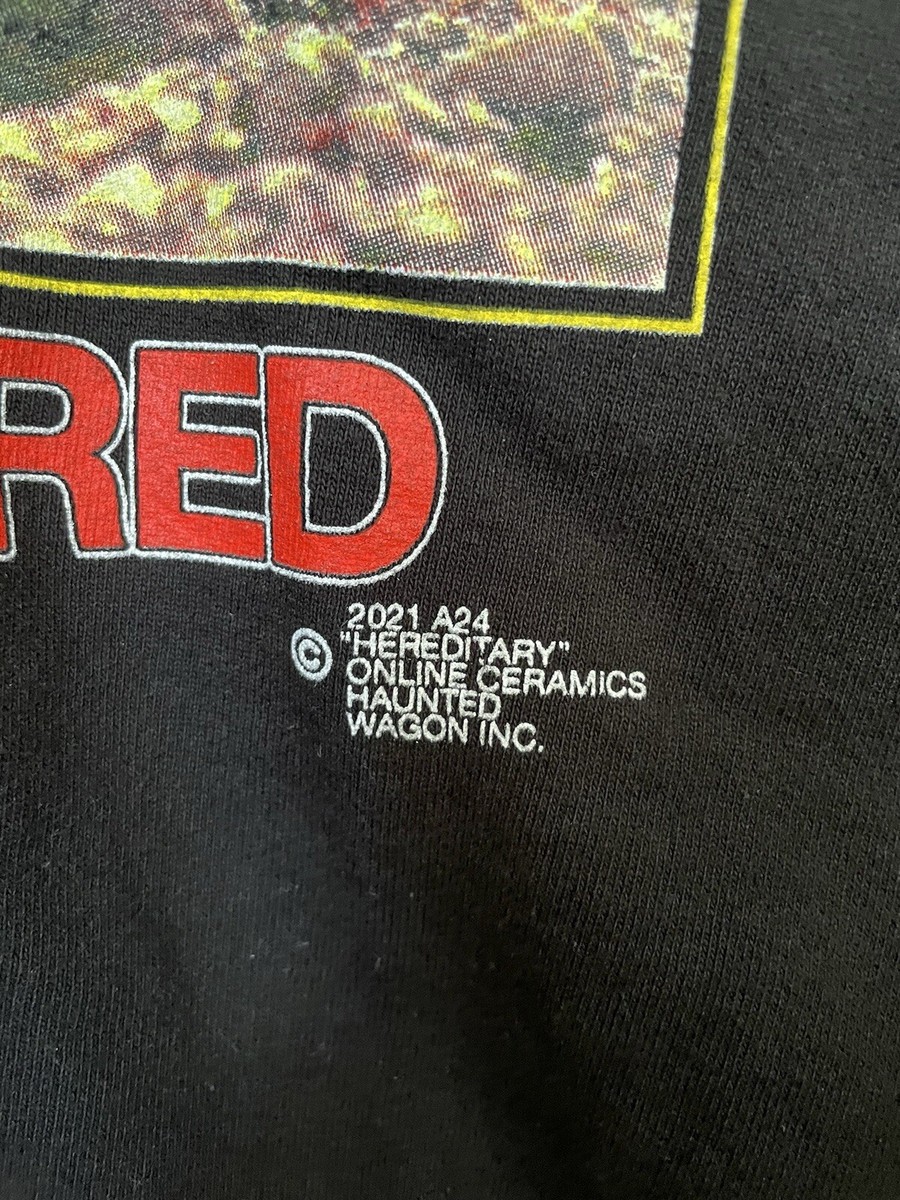 RED
© 2021 A24
"HEREDITARY"
ONLINE CERAMICS
HAUNTED
WAGON INC.